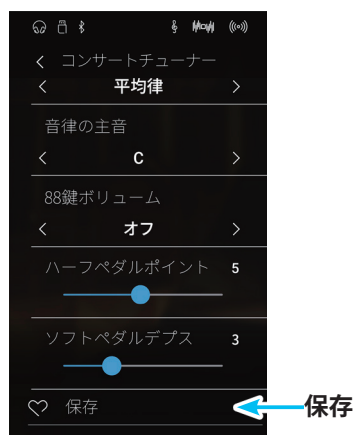 コンサートチューナー
平均律
音律の主音
C
88鍵ボリューム
オフ
ハーフペダルポイント 5
ソフトペダルデプス 3
保存
保存